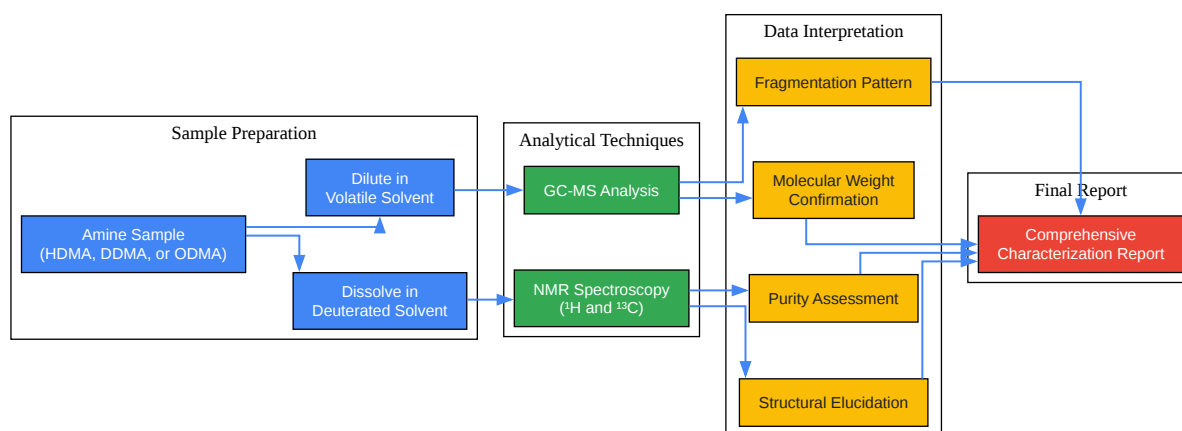 Sample Preparation
Amine Sample
(HDMA, DDMA, or ODMA)
Dilute in
Volatile Solvent
Dissolve in
Deuterated Solvent
Analytical Techniques
GC-MS Analysis
NMR Spectroscopy
(¹H and ¹³C)
Data Interpretation
Fragmentation Pattern
Molecular Weight
Confirmation
Purity Assessment
Structural Elucidation
Final Report
Comprehensive
Characterization Report